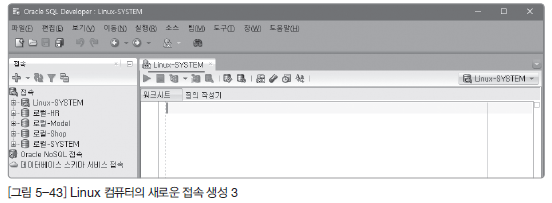 Oracle SQL Developer : Linux-SYSTEM
파일(F) 편집(E) 보기(V) 이동(N) 실행(R) 소스 팀(M) 도구(T) 창(W) 도움말(H)
접속
Linux-SYSTEM
Linux-SYSTEM
워크시트 질의 작성기
접속
Linux-SYSTEM
로컬-HR
로컬-Model
로컬-Shop
로컬-SYSTEM
Oracle NoSQL 접속
데이터베이스 스키마 서비스 접속
[그림 5-43] Linux 컴퓨터의 새로운 접속 생성 3